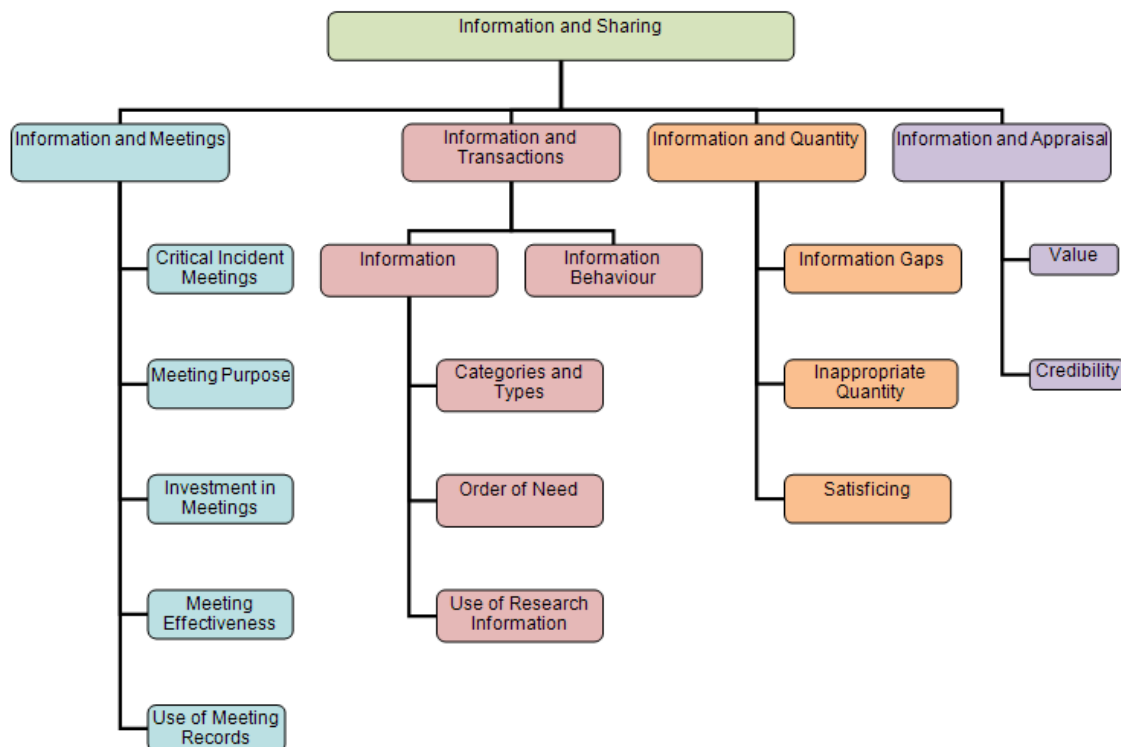 Information and Sharing
Information and Meetings
Information and
Transactions
Information and Quantity
Information and Appraisal
Critical Incident
Meetings
Information
Information
Behaviour
Information Gaps
Value
Meeting Purpose
Categories and
Types
Inappropriate
Quantity
Credibility
Investment in
Meetings
Order of Need
Satisficing
Meeting
Effectiveness
Use of Research
Information
Use of Meeting
Records